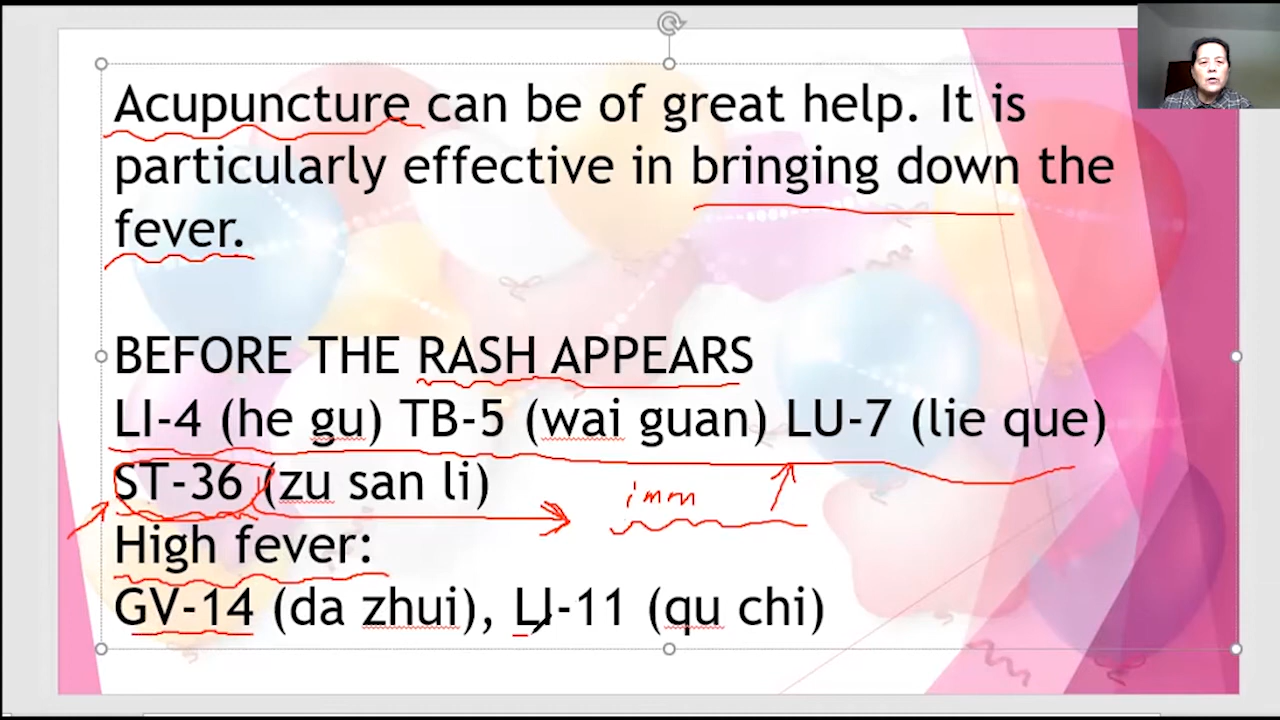 Acupuncture can be of great help. It is
particularly effective in bringing down the
fever.
BEFORE THE RASH APPEARS
LI-4 (he gu) TB-5 (wai guan) LU-7 (lie que)
ST-36 (zu san li)
imm
High fever:
GV-14 (da zhui), LI-11 (qu chi)